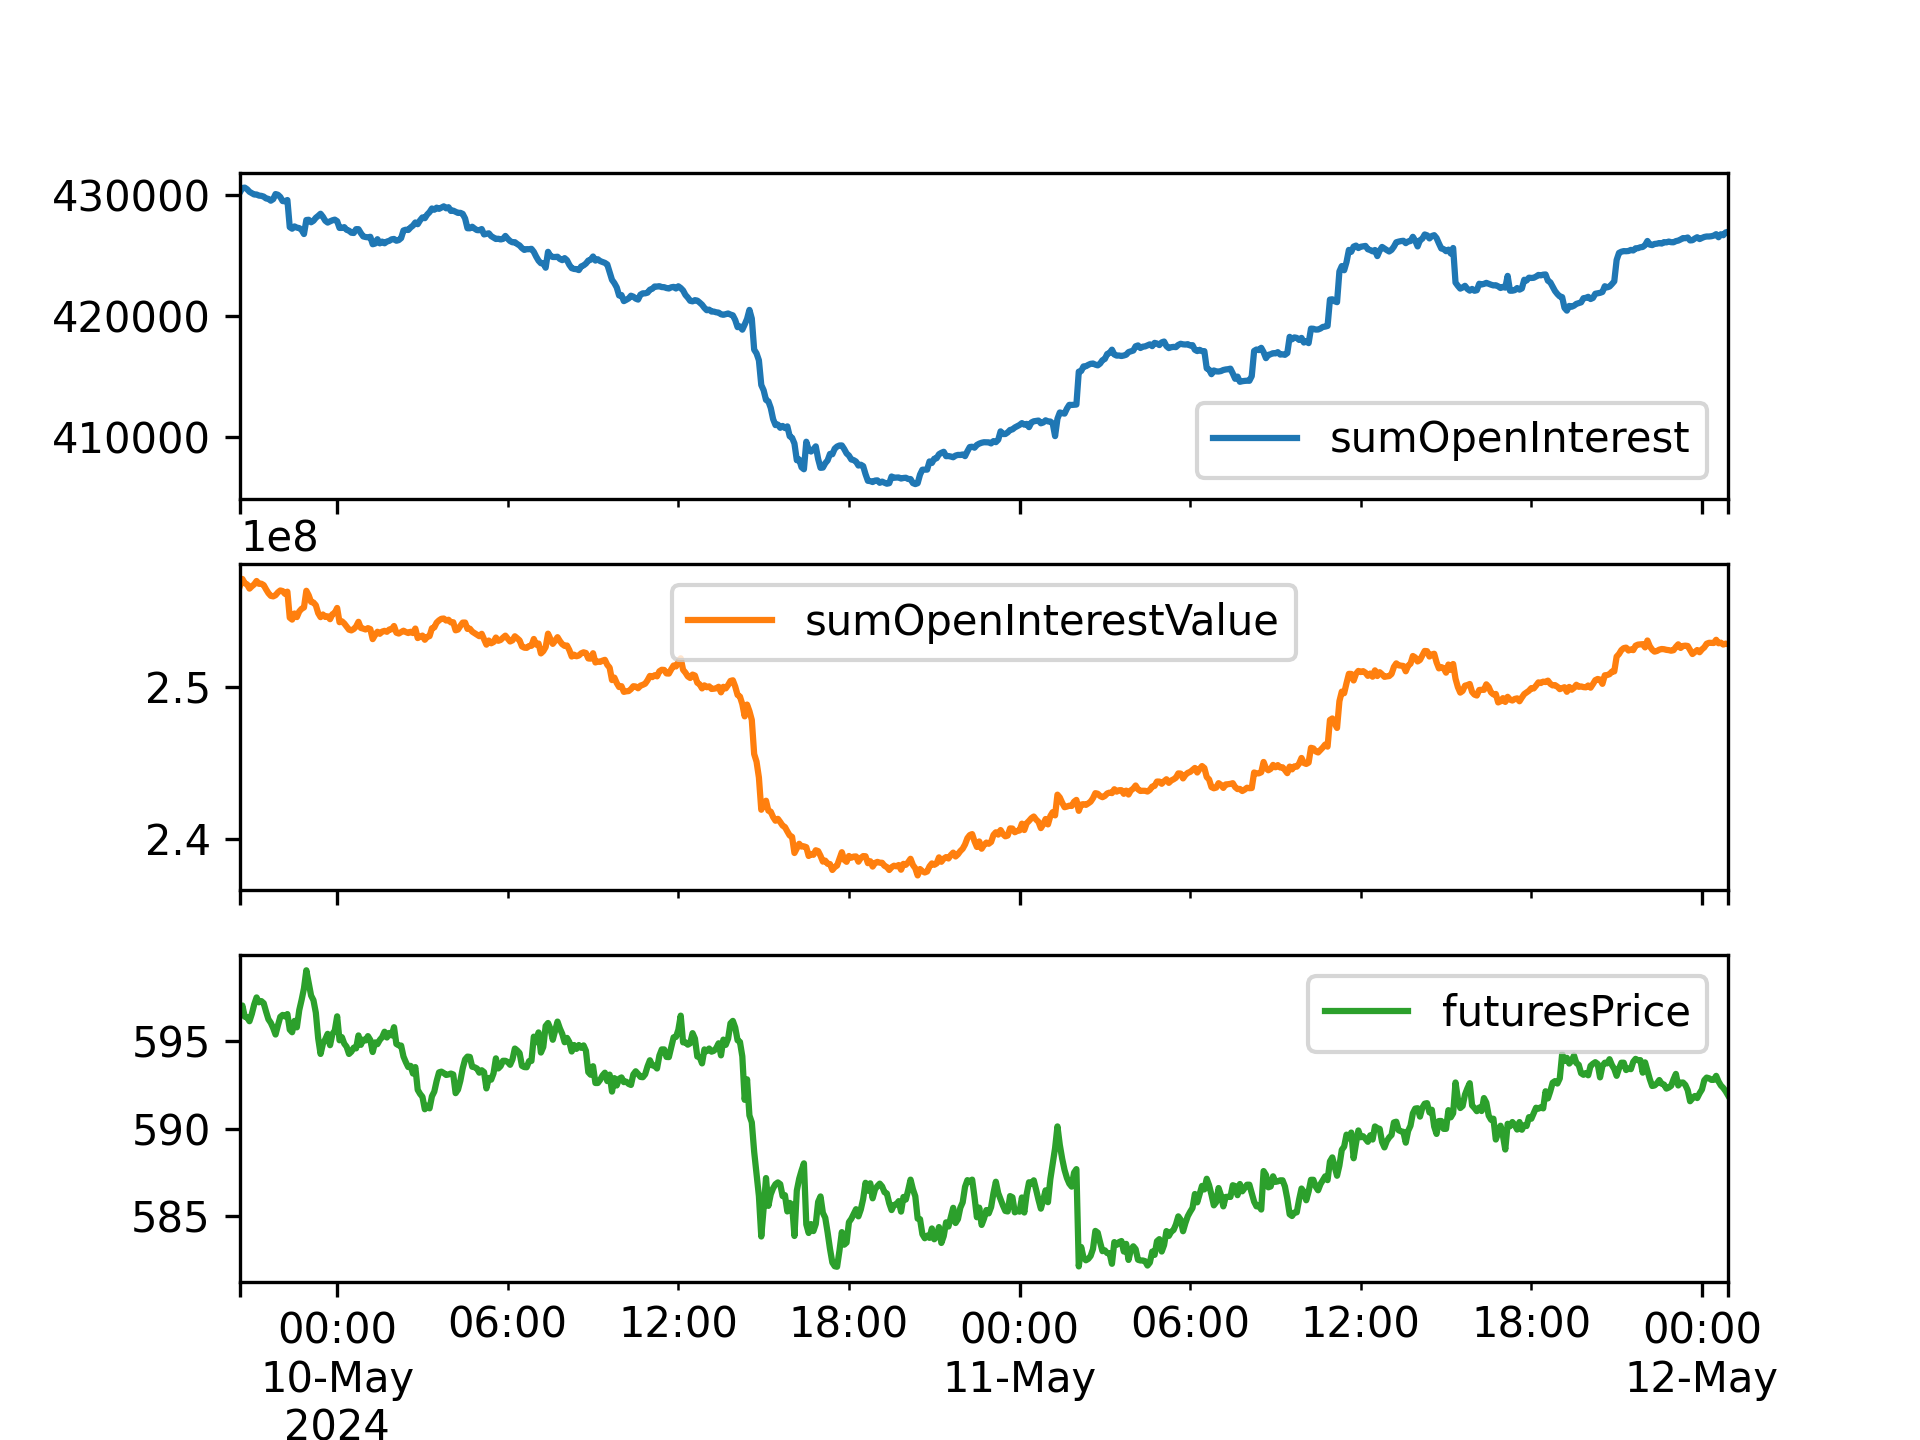 430000
420000
410000
sumOpenInterest
1e8
sumOpenInterestValue
2.5
2.4
futuresPrice
595
590
585
00:00 06:00 12:00 18:00 00:00 06:00 12:00 18:00 00:00
10-May 11-May 12-May
2024